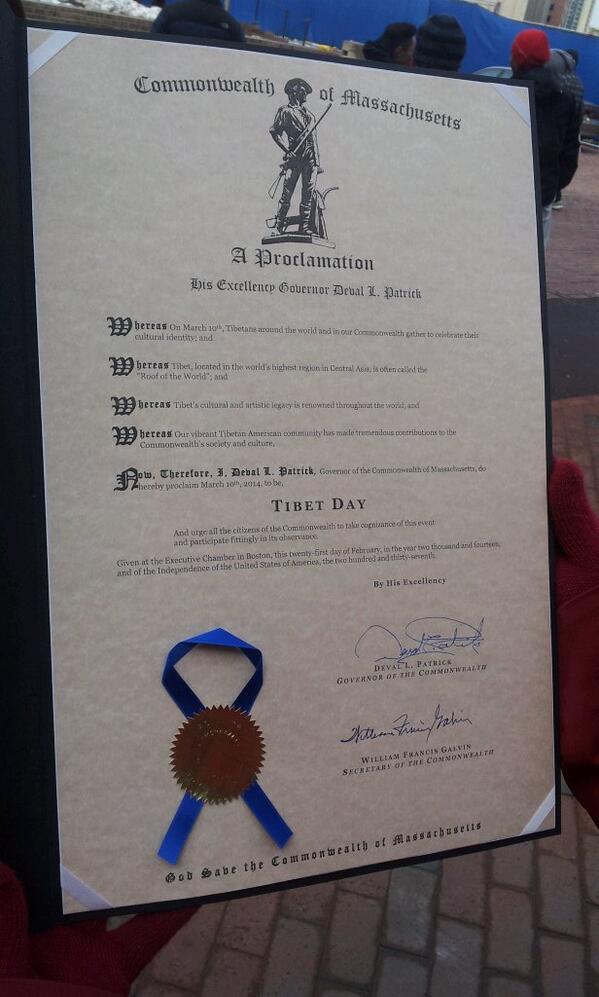 Commonwealth of Massachusetts
A Proclamation
His Excellency Governor Deval L. Patrick
Whereas On March 10th, Tibetans around the world and in our Commonwealth gather to celebrate their
cultural identity; and
Whereas Tibet, located in the world's highest region in Central Asia, is often called the
"Roof of the World"; and
Whereas Tibet's cultural and artistic legacy is renowned throughout the world; and
Whereas Our vibrant Tibetan American community has made tremendous contributions to the
Commonwealth's society and culture,
Now, Therefore, I, Deval L. Patrick, Governor of the Commonwealth of Massachusetts, do
hereby proclaim March 10th, 2014, to be,
TIBET DAY
And urge all the citizens of the Commonwealth to take cognizance of this event
and participate fittingly in its observance.
Given at the Executive Chamber in Boston, this twenty-first day of February, in the year two thousand and fourteen,
and of the Independence of the United States of America, the two hundred and thirty-seventh.
By His Excellency
DEVAL L. PATRICK
GOVERNOR OF THE COMMONWEALTH
William Francis Galvin
WILLIAM FRANCIS GALVIN
SECRETARY OF THE COMMONWEALTH
God Save the Commonwealth of Massachusetts